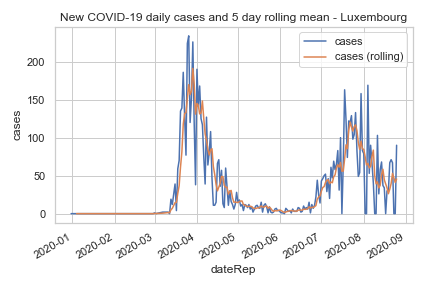 New COVID-19 daily cases and 5 day rolling mean - Luxembourg
cases
cases (rolling)
200
150
100
50
0
cases
2020-01
2020-02
2020-03
2020-04
2020-05
2020-06
2020-07
2020-08
2020-09
dateRep